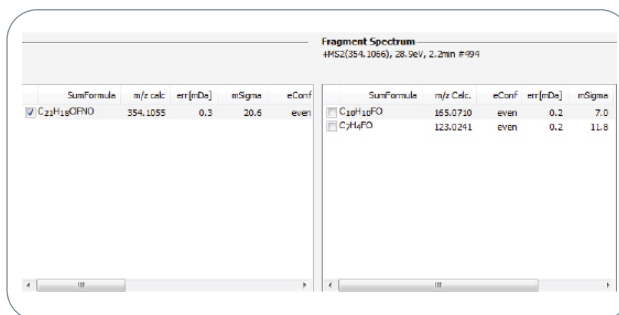 Fragment Spectrum
+MS2(354.1066), 28.9eV, 2.2min #494
SumFormula m/z calc err[mDa] mSigma eConf
C21H18ClFNO 354.1055 0.3 20.6 even
SumFormula m/z Calc. eConf err[mDa] mSigma
C10H10FO 165.0710 even 0.2 7.0
C7H4FO 123.0241 even 0.2 11.8